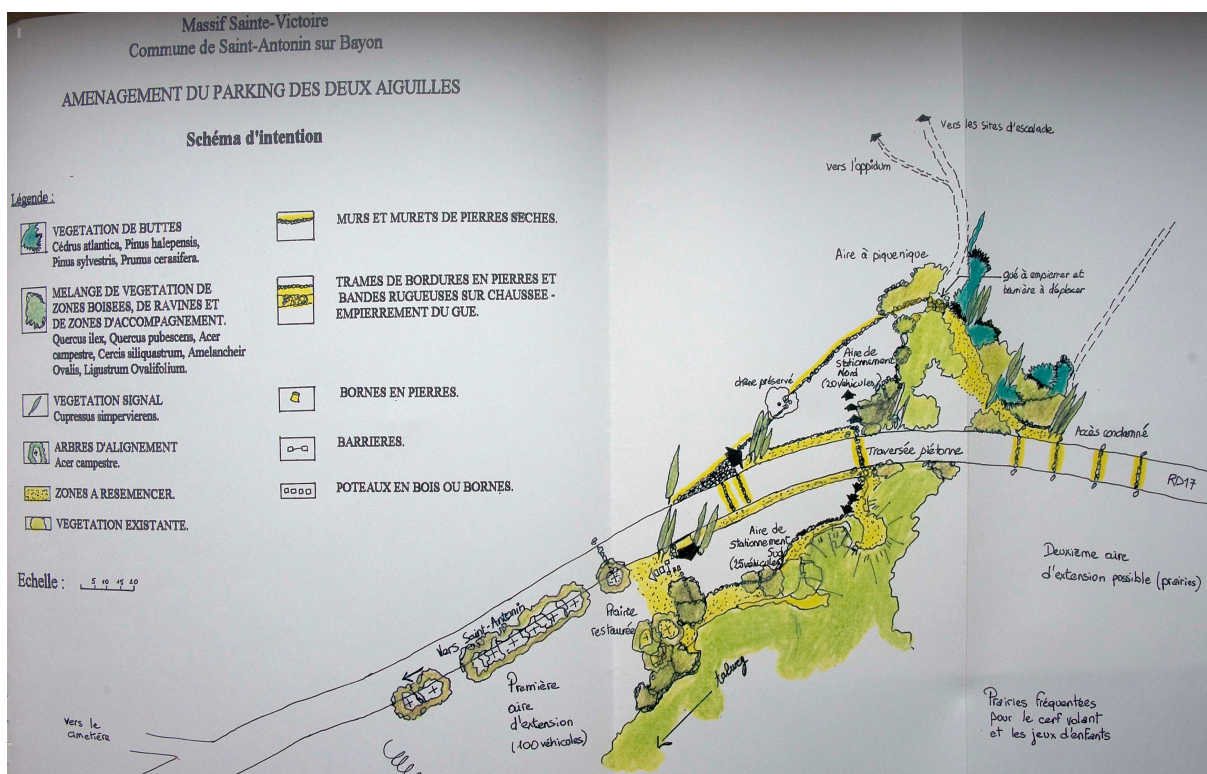 Massif Sainte-Victoire
Commune de Saint-Antonin sur Bayon
AMENAGEMENT DU PARKING DES DEUX AIGUILLES
Schéma d'intention
Légende :
VEGETATION DE BUTTES
Cédrus atlantica, Pinus halepensis,
Pinus sylvestris, Prunus cerasifera.
MELANGE DE VEGETATION DE
ZONES BOISEES, DE RAVINES ET
DE ZONES D'ACCOMPAGNEMENT.
Quercus ilex, Quercus pubescens, Acer
campestre, Cercis siliquastrum, Amelancheir
Ovalis, Ligustrum Ovalifolium.
VEGETATION SIGNAL
Cupressus simpervierens.
ARBRES D'ALIGNEMENT
Acer campestre.
ZONES A RESEMENCER.
VEGETATION EXISTANTE.
Echelle :
5 10 15 20
MURS ET MURETS DE PIERRES SECHES.
TRAMES DE BORDURES EN PIERRES ET
BANDES RUGUEUSES SUR CHAUSSEE -
EMPIERREMENT DU GUE.
BORNES EN PIERRES.
BARRIERES.
POTEAUX EN BOIS OU BORNES.
vers les sites d'escalade
vers l'oppidum
Aire à piquenique
gué à empierrer et
barrière à déplacer
Aire de
stationnement
Nord
(20 véhicules)
chêne préservé
Accès condamné
Traversée piétonne
RD17
Aire de
stationnement
Sud
(25 véhicules)
Deuxième aire
d'extension possible (prairies)
Prairie
restaurée
Vers Saint-Antonin
Première
aire
d'extension
(100 véhicoles)
talweg
Prairies fréquentées
pour le cerf volant
et les jeux d'enfants
vers le
cimetière